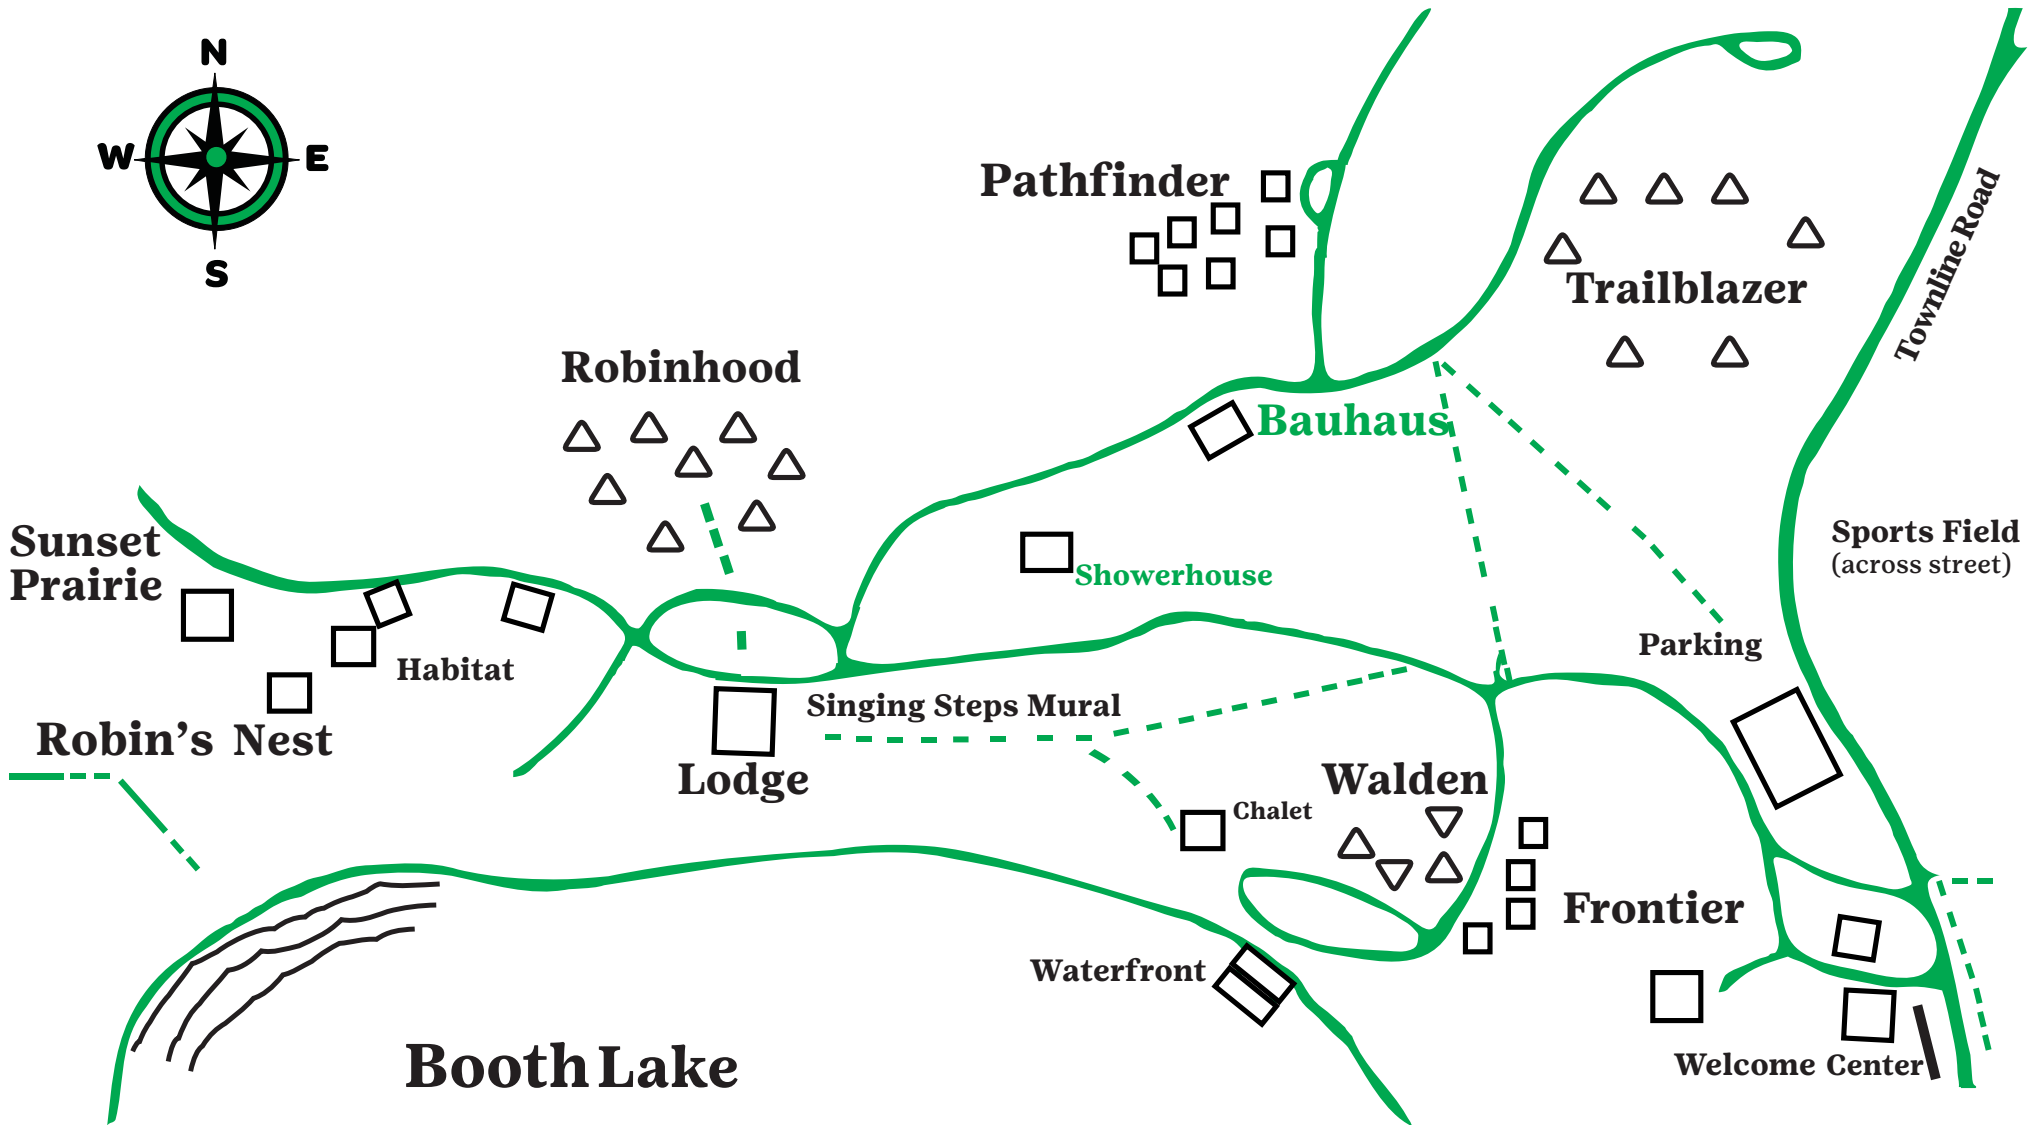 N
W
E
S
Pathfinder
Townline Road
Trailblazer
Robinhood
Bauhaus
Sunset
Prairie
Showerhouse
Sports Field
(across street)
Parking
Habitat
Singing Steps Mural
Robin’s Nest
Lodge
Walden
Chalet
Frontier
Waterfront
Booth Lake
Welcome Center